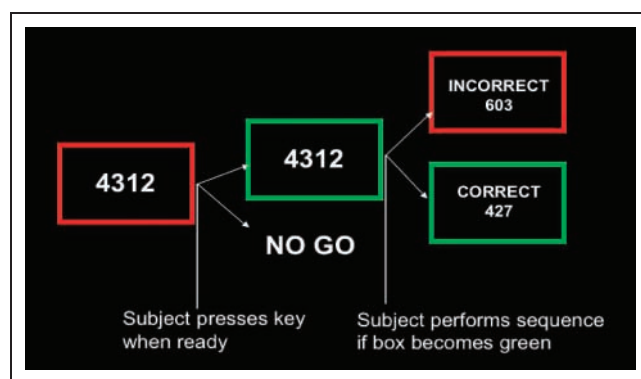 4312
4312
NO GO
INCORRECT
603
CORRECT
427
Subject presses key
when ready
Subject performs sequence
if box becomes green